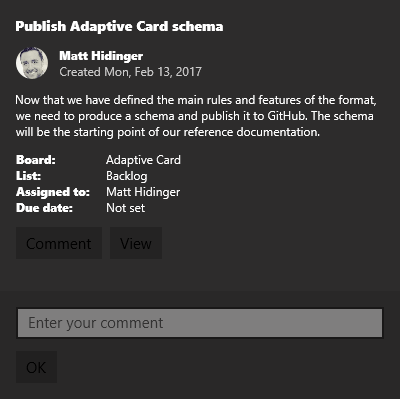 Publish Adaptive Card schema
Matt Hidinger
Created Mon, Feb 13, 2017
Now that we have defined the main rules and features of the format,
we need to produce a schema and publish it to GitHub. The schema
will be the starting point of our reference documentation.
Board: Adaptive Card
List: Backlog
Assigned to: Matt Hidinger
Due date: Not set
Comment View
Enter your comment
OK